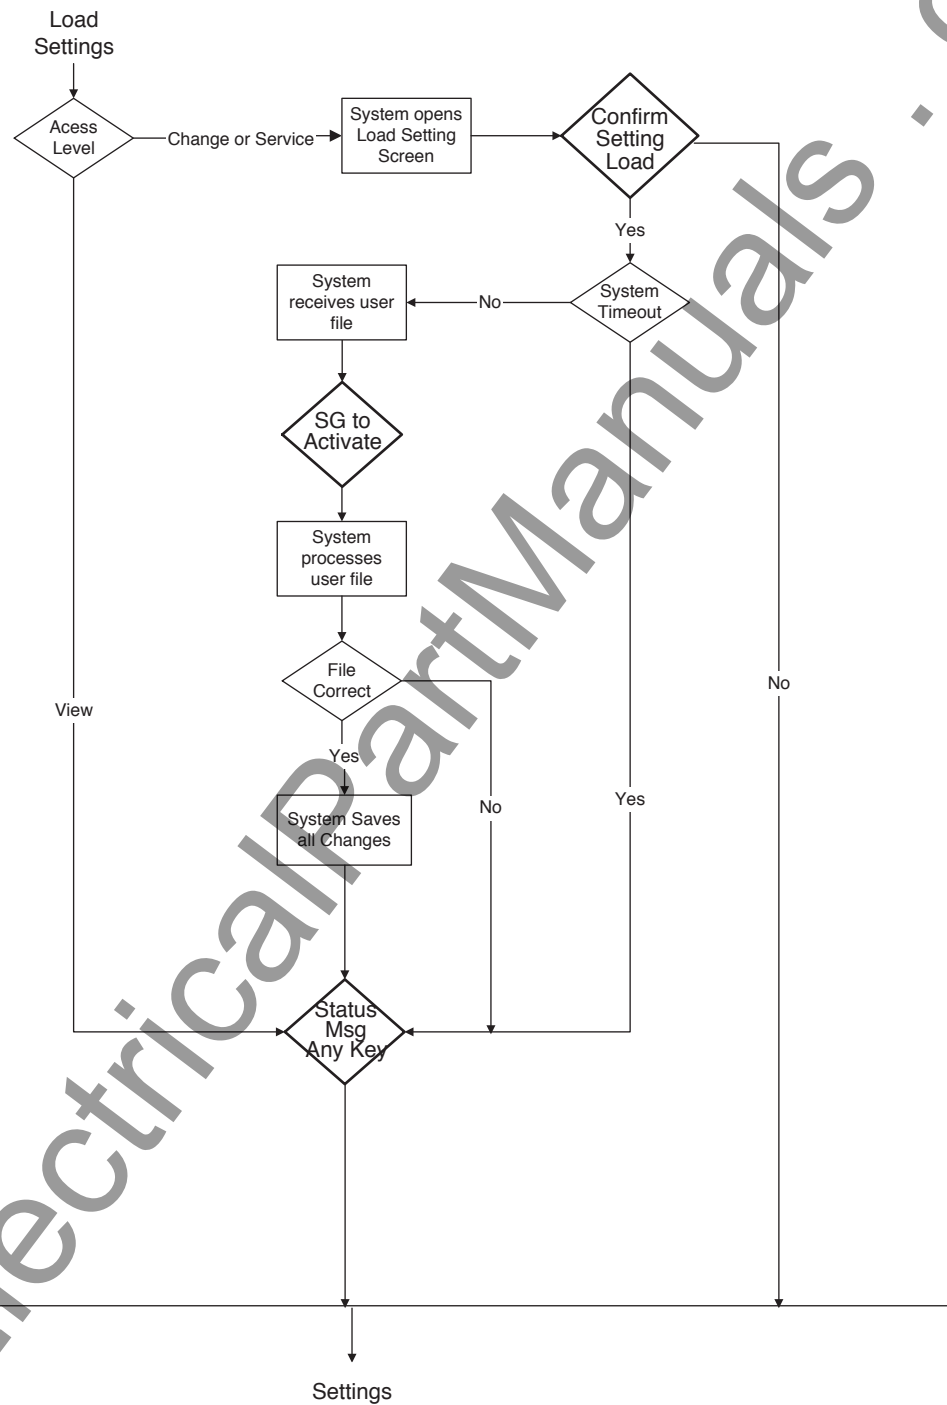 Load
Settings
Acess
Level
Change or Service
System opens
Load Setting
Screen
Confirm
Setting
Load
Yes
System
Timeout
No
System
receives user
file
SG to
Activate
System
processes
user file
File
Correct
View
No
Yes
No
Yes
System Saves
all Changes
Status
Msg
Any Key
Settings
ectricalPartManuals . c